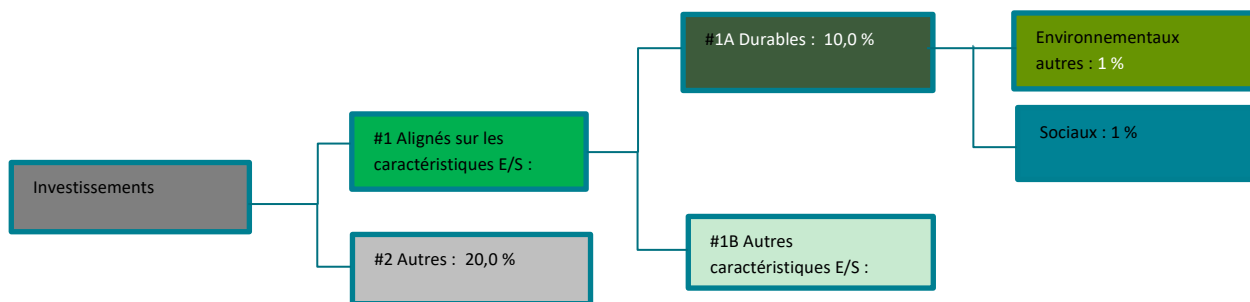 Investissements
#1 Alignés sur les
caractéristiques E/S :
#2 Autres : 20,0 %
#1A Durables : 10,0 %
#1B Autres
caractéristiques E/S :
Environnementaux
autres : 1 %
Sociaux : 1 %